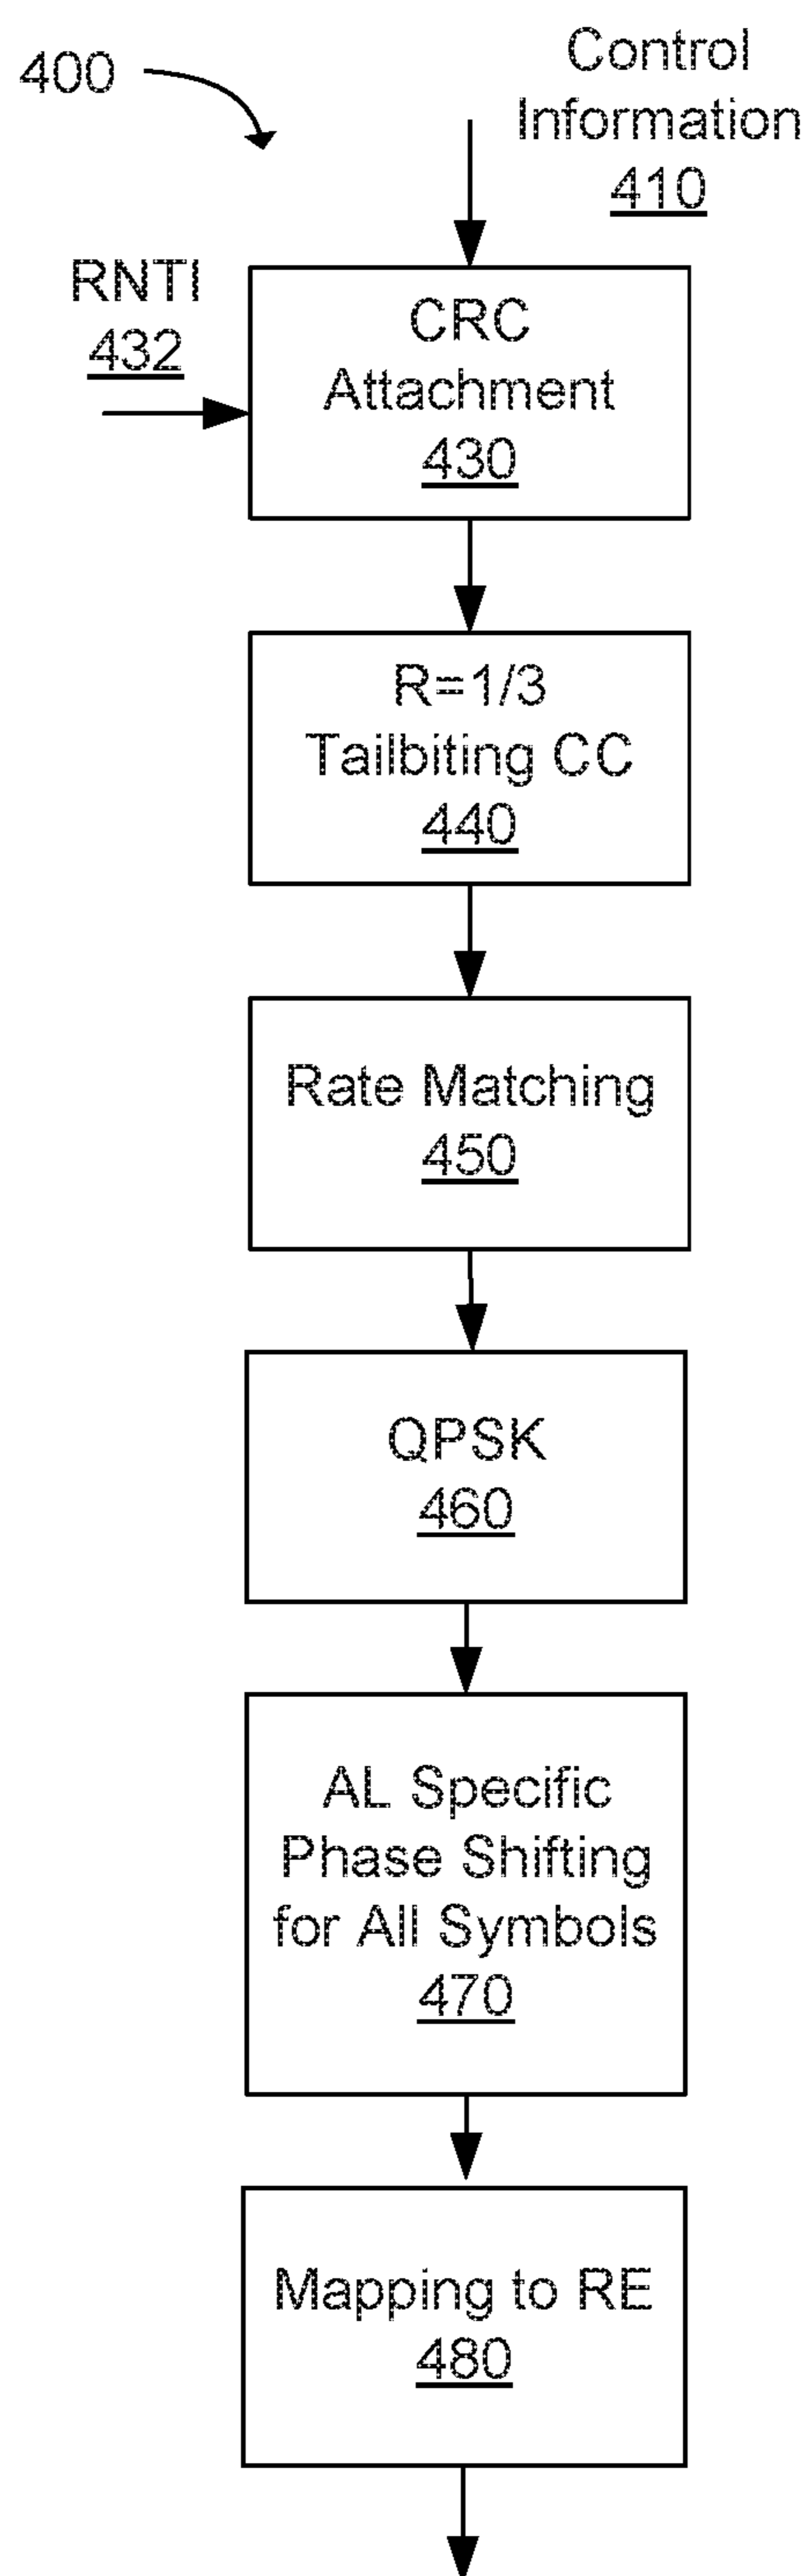 400
Control
Information
410
RNTI
432
CRC
Attachment
430
R=1/3
Tailbiting CC
440
Rate Matching
450
QPSK
460
AL Specific
Phase Shifting
for All Symbols
470
Mapping to RE
480